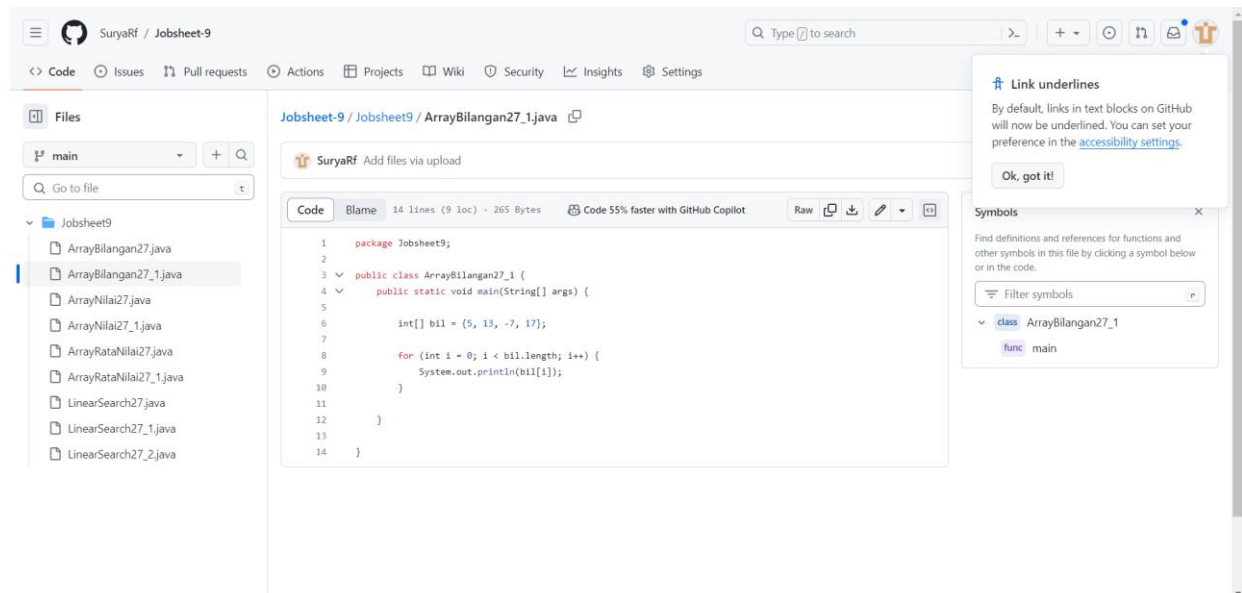 SuryaRf / Jobsheet-9
Type / to search
Code Issues Pull requests Actions Projects Wiki Security Insights Settings
Link underlines
By default, links in text blocks on GitHub
will now be underlined. You can set your
preference in the accessibility settings.
Ok, got it!
Files
main
Go to file t
Jobsheet9
ArrayBilangan27.java
ArrayBilangan27_1.java
ArrayNilai27.java
ArrayNilai27_1.java
ArrayRataNilai27.java
ArrayRataNilai27_1.java
LinearSearch27.java
LinearSearch27_1.java
LinearSearch27_2.java
Jobsheet-9 / Jobsheet9 / ArrayBilangan27_1.java
SuryaRf Add files via upload
Code Blame 14 lines (9 loc) · 265 Bytes Code 55% faster with GitHub Copilot Raw
1 package Jobsheet9;
2
3 public class ArrayBilangan27_1 {
4 public static void main(String[] args) {
5
6 int[] bil = {5, 13, -7, 17};
7
8 for (int i = 0; i < bil.length; i++) {
9 System.out.println(bil[i]);
10 }
11
12 }
13
14 }
Symbols
Find definitions and references for functions and
other symbols in this file by clicking a symbol below
or in the code.
Filter symbols r
class ArrayBilangan27_1
func main